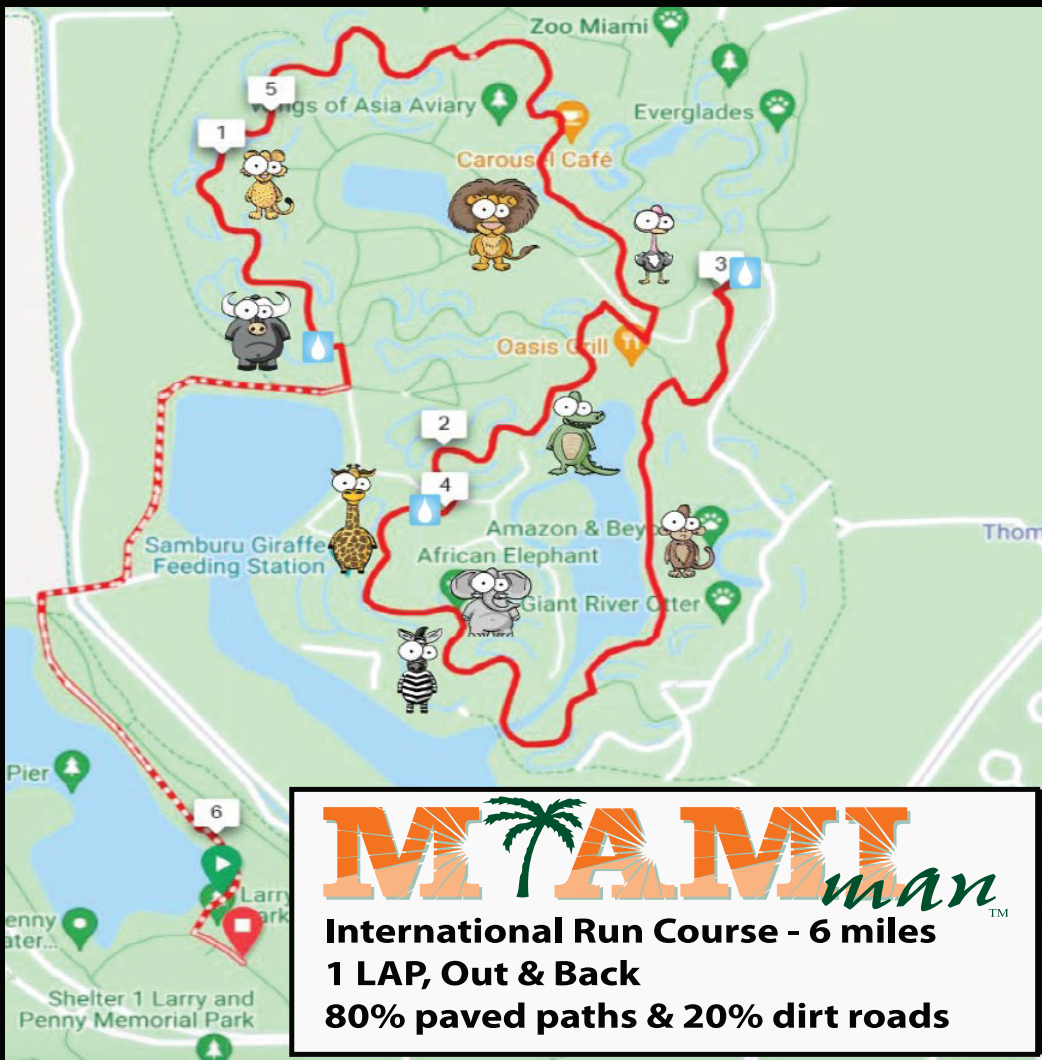 Zoo Miami
5
Wings of Asia Aviary
Everglades
1
Carousel Café
3
Oasis Grill
2
4
Amazon & Beyo
Thom
Samburu Giraffe
Feeding Station
African Elephant
Giant River Otter
Pier
6
Larry
Park
enny
ater...
Shelter 1 Larry and
Penny Memorial Park
MIAMI
man™
International Run Course - 6 miles
1 LAP, Out & Back
80% paved paths & 20% dirt roads